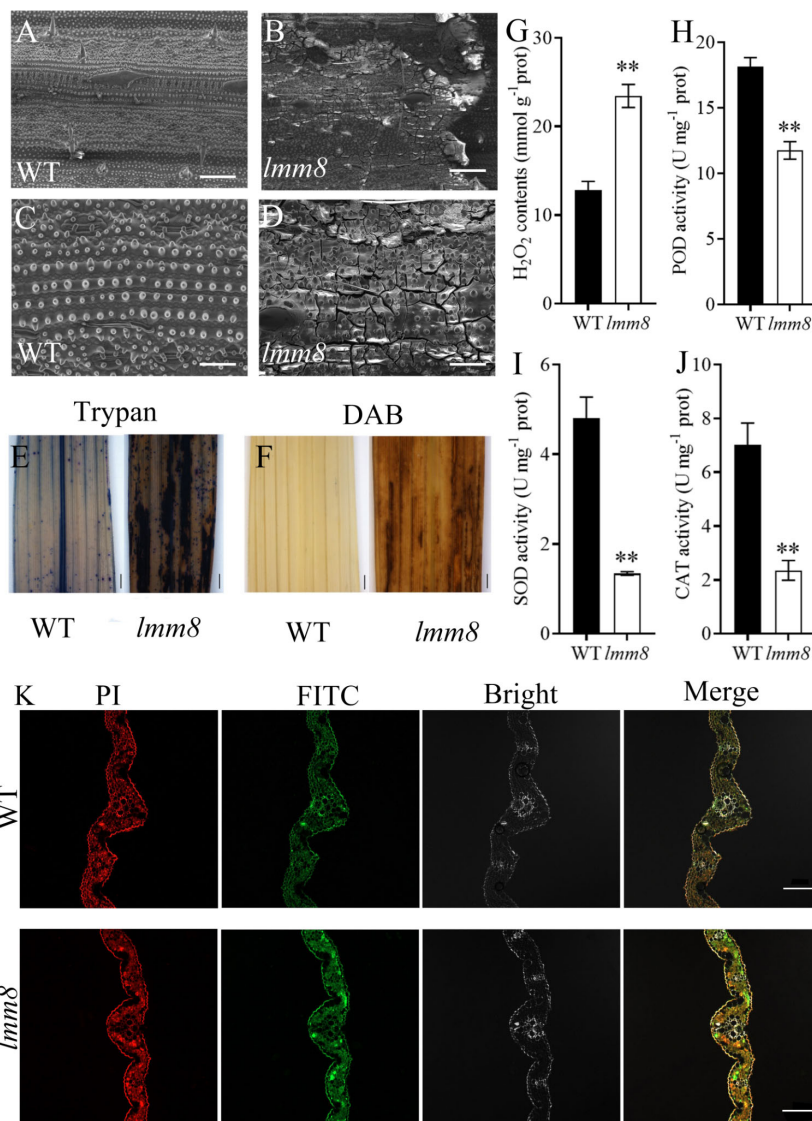 A
WT
B
lmm8
C
WT
D
lmm8
Trypan
DAB
E
F
WT
lmm8
WT
lmm8
G
H₂O₂ contents (mmol g⁻¹prot)
30
20
10
0
**
WT lmm8
H
POD activity (U mg⁻¹ prot)
20
15
10
5
0
**
WT lmm8
I
SOD activity (U mg⁻¹ prot)
6
4
2
0
**
WT lmm8
J
CAT activity (U mg⁻¹ prot)
10
8
6
4
2
0
**
WT lmm8
K
PI
FITC
Bright
Merge
WT
lmm8